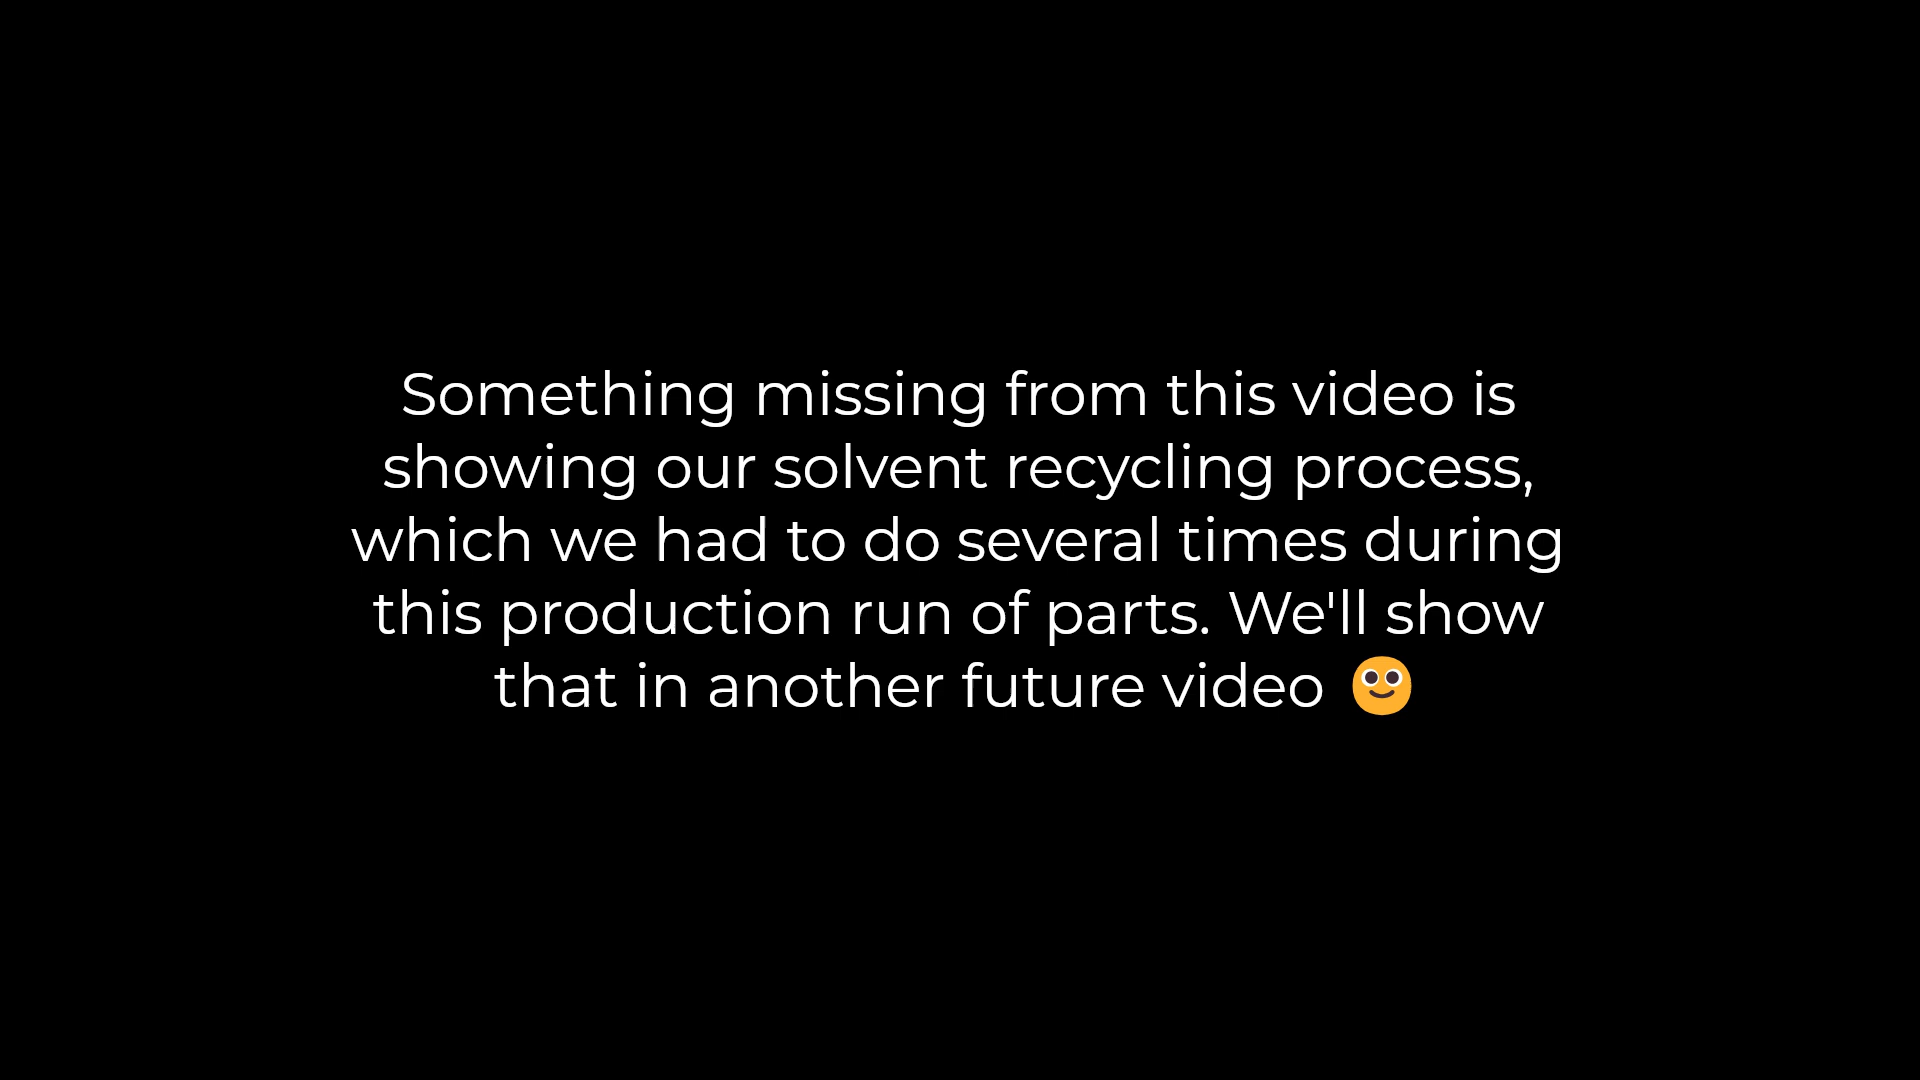 Something missing from this video is
showing our solvent recycling process,
which we had to do several times during
this production run of parts. We'll show
that in another future video 🙂